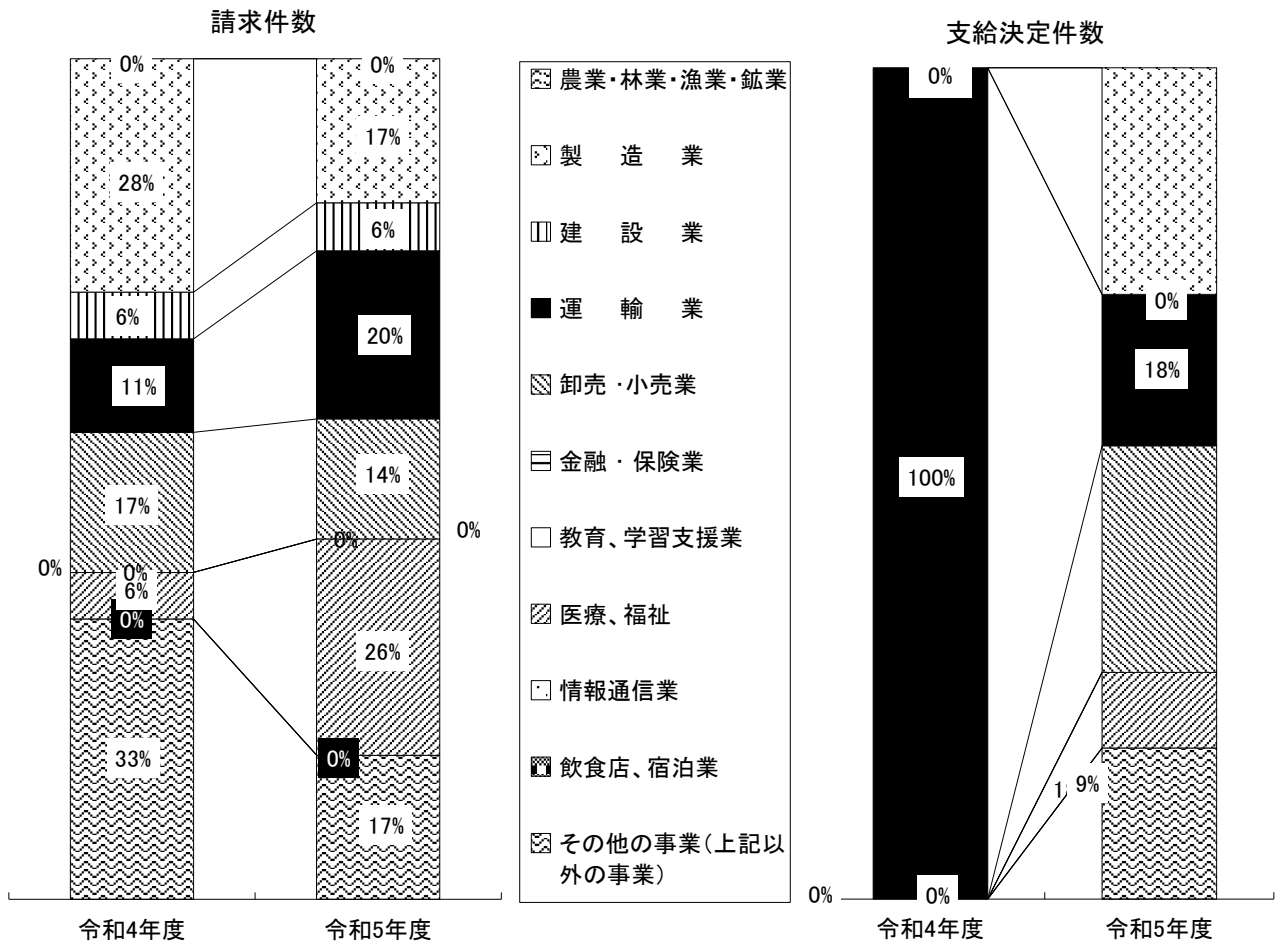 請求件数
0%
28%
6%
11%
17%
0%
0%
6%
0%
33%
令和4年度
0%
17%
6%
20%
14%
0%
0%
26%
0%
17%
令和5年度
農業・林業・漁業・鉱業
製 造 業
建 設 業
運 輸 業
卸売・小売業
金融・保険業
教育、学習支援業
医療、福祉
情報通信業
飲食店、宿泊業
その他の事業(上記以
外の事業)
支給決定件数
0%
100%
0%
0%
令和4年度
0%
18%
9%
令和5年度